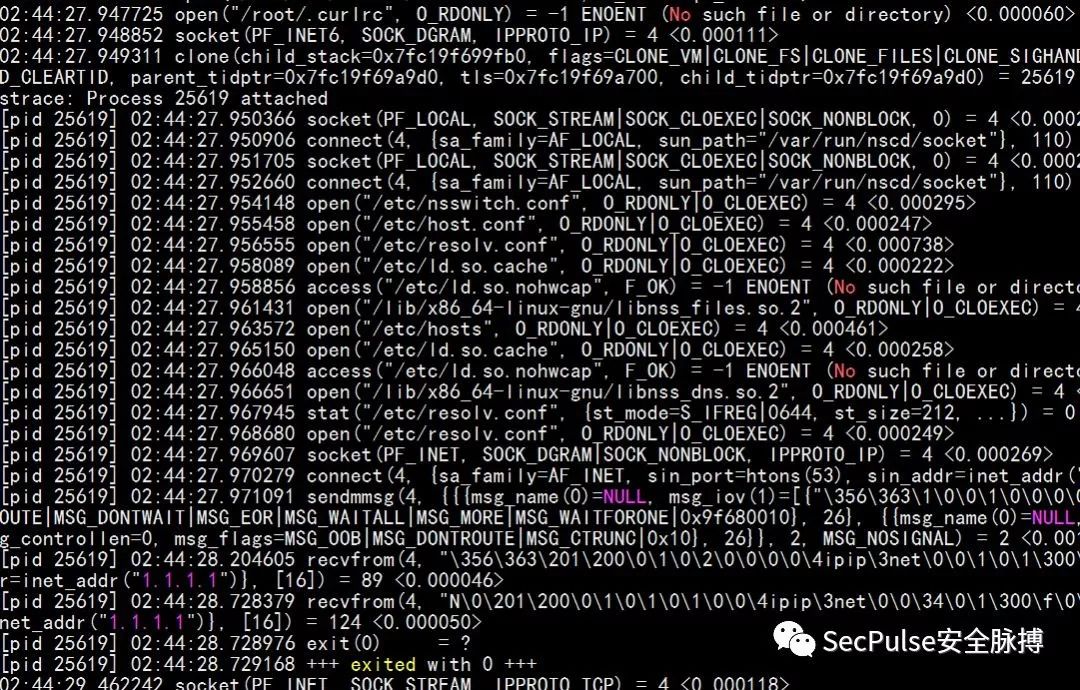 02:44:27.947725 open("/root/.curlrc", O_RDONLY) = -1 ENOENT (No such file or directory) <0.000060>
02:44:27.948852 socket(PF_INET6, SOCK_DGRAM, IPPROTO_IP) = 4 <0.000111>
02:44:27.949311 clone(child_stack=0x7fc19f699fb0, flags=CLONE_VM|CLONE_FS|CLONE_FILES|CLONE_SIGHAND
D_CLEARTID, parent_tidptr=0x7fc19f69a9d0, tls=0x7fc19f69a700, child_tidptr=0x7fc19f69a9d0) = 25619
strace: Process 25619 attached
[pid 25619] 02:44:27.950366 socket(PF_LOCAL, SOCK_STREAM|SOCK_CLOEXEC|SOCK_NONBLOCK, 0) = 4 <0.0002
[pid 25619] 02:44:27.950906 connect(4, {sa_family=AF_LOCAL, sun_path="/var/run/nscd/socket"}, 110)
[pid 25619] 02:44:27.951705 socket(PF_LOCAL, SOCK_STREAM|SOCK_CLOEXEC|SOCK_NONBLOCK, 0) = 4 <0.0002
[pid 25619] 02:44:27.952660 connect(4, {sa_family=AF_LOCAL, sun_path="/var/run/nscd/socket"}, 110)
[pid 25619] 02:44:27.954148 open("/etc/nsswitch.conf", O_RDONLY|O_CLOEXEC) = 4 <0.000295>
[pid 25619] 02:44:27.955458 open("/etc/host.conf", O_RDONLY|O_CLOEXEC) = 4 <0.000247>
[pid 25619] 02:44:27.956555 open("/etc/resolv.conf", O_RDONLY|O_CLOEXEC) = 4 <0.000738>
[pid 25619] 02:44:27.958089 open("/etc/ld.so.cache", O_RDONLY|O_CLOEXEC) = 4 <0.000222>
[pid 25619] 02:44:27.958856 access("/etc/ld.so.nohwcap", F_OK) = -1 ENOENT (No such file or directo
[pid 25619] 02:44:27.961431 open("/lib/x86_64-linux-gnu/libnss_files.so.2", O_RDONLY|O_CLOEXEC) = 4
[pid 25619] 02:44:27.963572 open("/etc/hosts", O_RDONLY|O_CLOEXEC) = 4 <0.000461>
[pid 25619] 02:44:27.965150 open("/etc/ld.so.cache", O_RDONLY|O_CLOEXEC) = 4 <0.000258>
[pid 25619] 02:44:27.966048 access("/etc/ld.so.nohwcap", F_OK) = -1 ENOENT (No such file or directo
[pid 25619] 02:44:27.966651 open("/lib/x86_64-linux-gnu/libnss_dns.so.2", O_RDONLY|O_CLOEXEC) = 4 <
[pid 25619] 02:44:27.967945 stat("/etc/resolv.conf", {st_mode=S_IFREG|0644, st_size=212, ...}) = 0
[pid 25619] 02:44:27.968680 open("/etc/resolv.conf", O_RDONLY|O_CLOEXEC) = 4 <0.000249>
[pid 25619] 02:44:27.969607 socket(PF_INET, SOCK_DGRAM|SOCK_NONBLOCK, IPPROTO_IP) = 4 <0.000269>
[pid 25619] 02:44:27.970279 connect(4, {sa_family=AF_INET, sin_port=htons(53), sin_addr=inet_addr("
[pid 25619] 02:44:27.971091 sendmmsg(4, {{{msg_name(0)=NULL, msg_iov(1)=[{"\356\363\1\0\0\1\0\0\0\0
OUTE|MSG_DONTWAIT|MSG_EOR|MSG_WAITALL|MSG_MORE|MSG_WAITFORONE|0x9f680010}, 26}, {{msg_name(0)=NULL,
g_controllen=0, msg_flags=MSG_OOB|MSG_DONTROUTE|MSG_CTRUNC|0x10}, 26}}, 2, MSG_NOSIGNAL) = 2 <0.001
[pid 25619] 02:44:28.204605 recvfrom(4, "\356\363\201\200\0\1\0\2\0\0\0\0\4ipip\3net\0\0\1\0\1\300\
r=inet_addr("1.1.1.1")}, [16]) = 89 <0.000046>
[pid 25619] 02:44:28.728379 recvfrom(4, "N\0\201\200\0\1\0\1\0\1\0\0\4ipip\3net\0\0\34\0\1\300\f\0\
net_addr("1.1.1.1")}, [16]) = 124 <0.000050>
[pid 25619] 02:44:28.728976 exit(0) = ?
[pid 25619] 02:44:28.729168 +++ exited with 0 +++
02:44:29.462242 socket(PF_INET, SOCK_STREAM, IPPROTO_TCP) = 4 <0.000118>
SecPulse安全脉搏